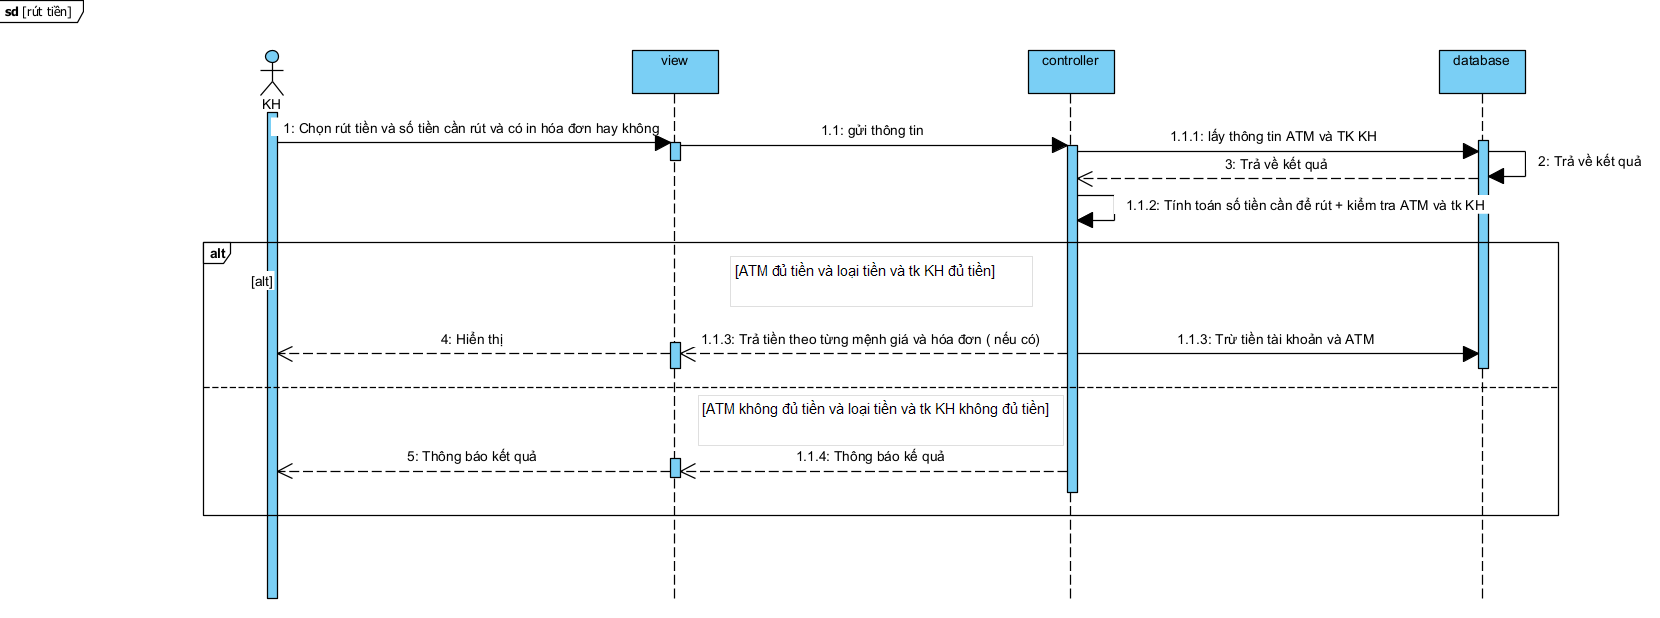 sd [rút tiền]
view
controller
database
KH
1: Chọn rút tiền và số tiền cần rút và có in hóa đơn hay không
1.1: gửi thông tin
1.1.1: lấy thông tin ATM và TK KH
2: Trả về kết quả
3: Trả về kết quả
1.1.2: Tính toán số tiền cần để rút + kiểm tra ATM và tk KH
alt
[alt]
[ATM đủ tiền và loại tiền và tk KH đủ tiền]
4: Hiển thị
1.1.3: Trả tiền theo từng mệnh giá và hóa đơn ( nếu có)
1.1.3: Trừ tiền tài khoản và ATM
[ATM không đủ tiền và loại tiền và tk KH không đủ tiền]
5: Thông báo kết quả
1.1.4: Thông báo kế quả